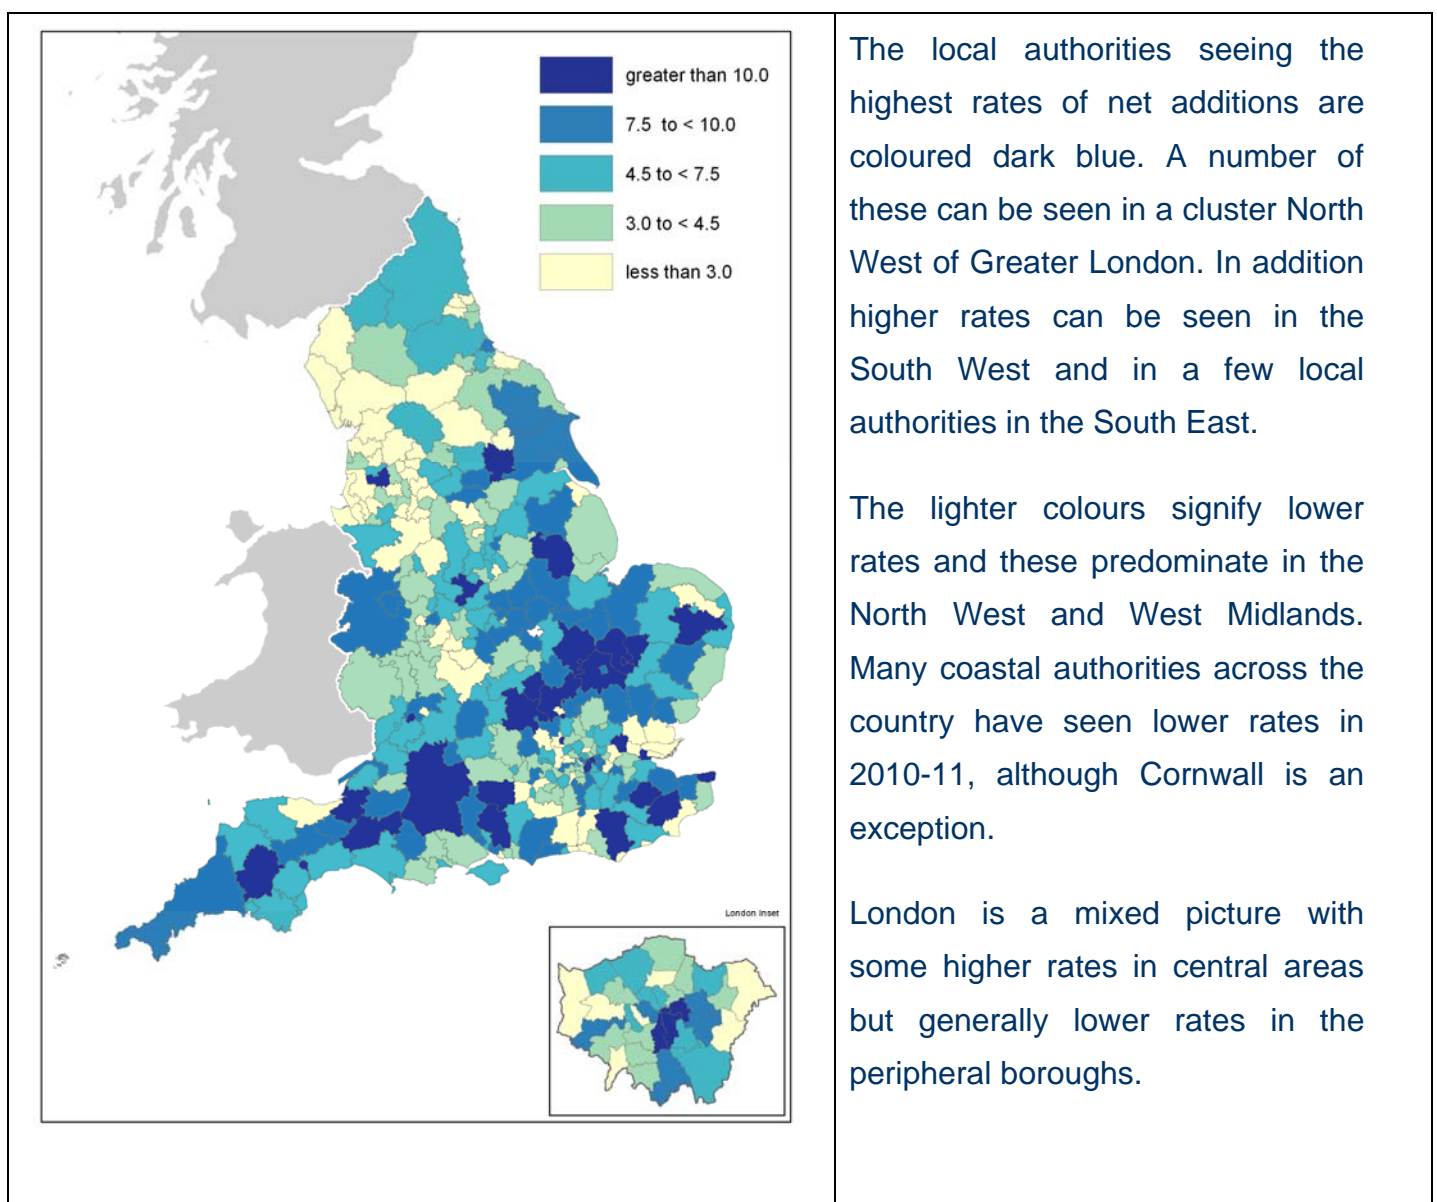 greater than 10.0
7.5 to < 10.0
4.5 to < 7.5
3.0 to < 4.5
less than 3.0
London Inset
The local authorities seeing the
highest rates of net additions are
coloured dark blue. A number of
these can be seen in a cluster North
West of Greater London. In addition
higher rates can be seen in the
South West and in a few local
authorities in the South East.
The lighter colours signify lower
rates and these predominate in the
North West and West Midlands.
Many coastal authorities across the
country have seen lower rates in
2010-11, although Cornwall is an
exception.
London is a mixed picture with
some higher rates in central areas
but generally lower rates in the
peripheral boroughs.